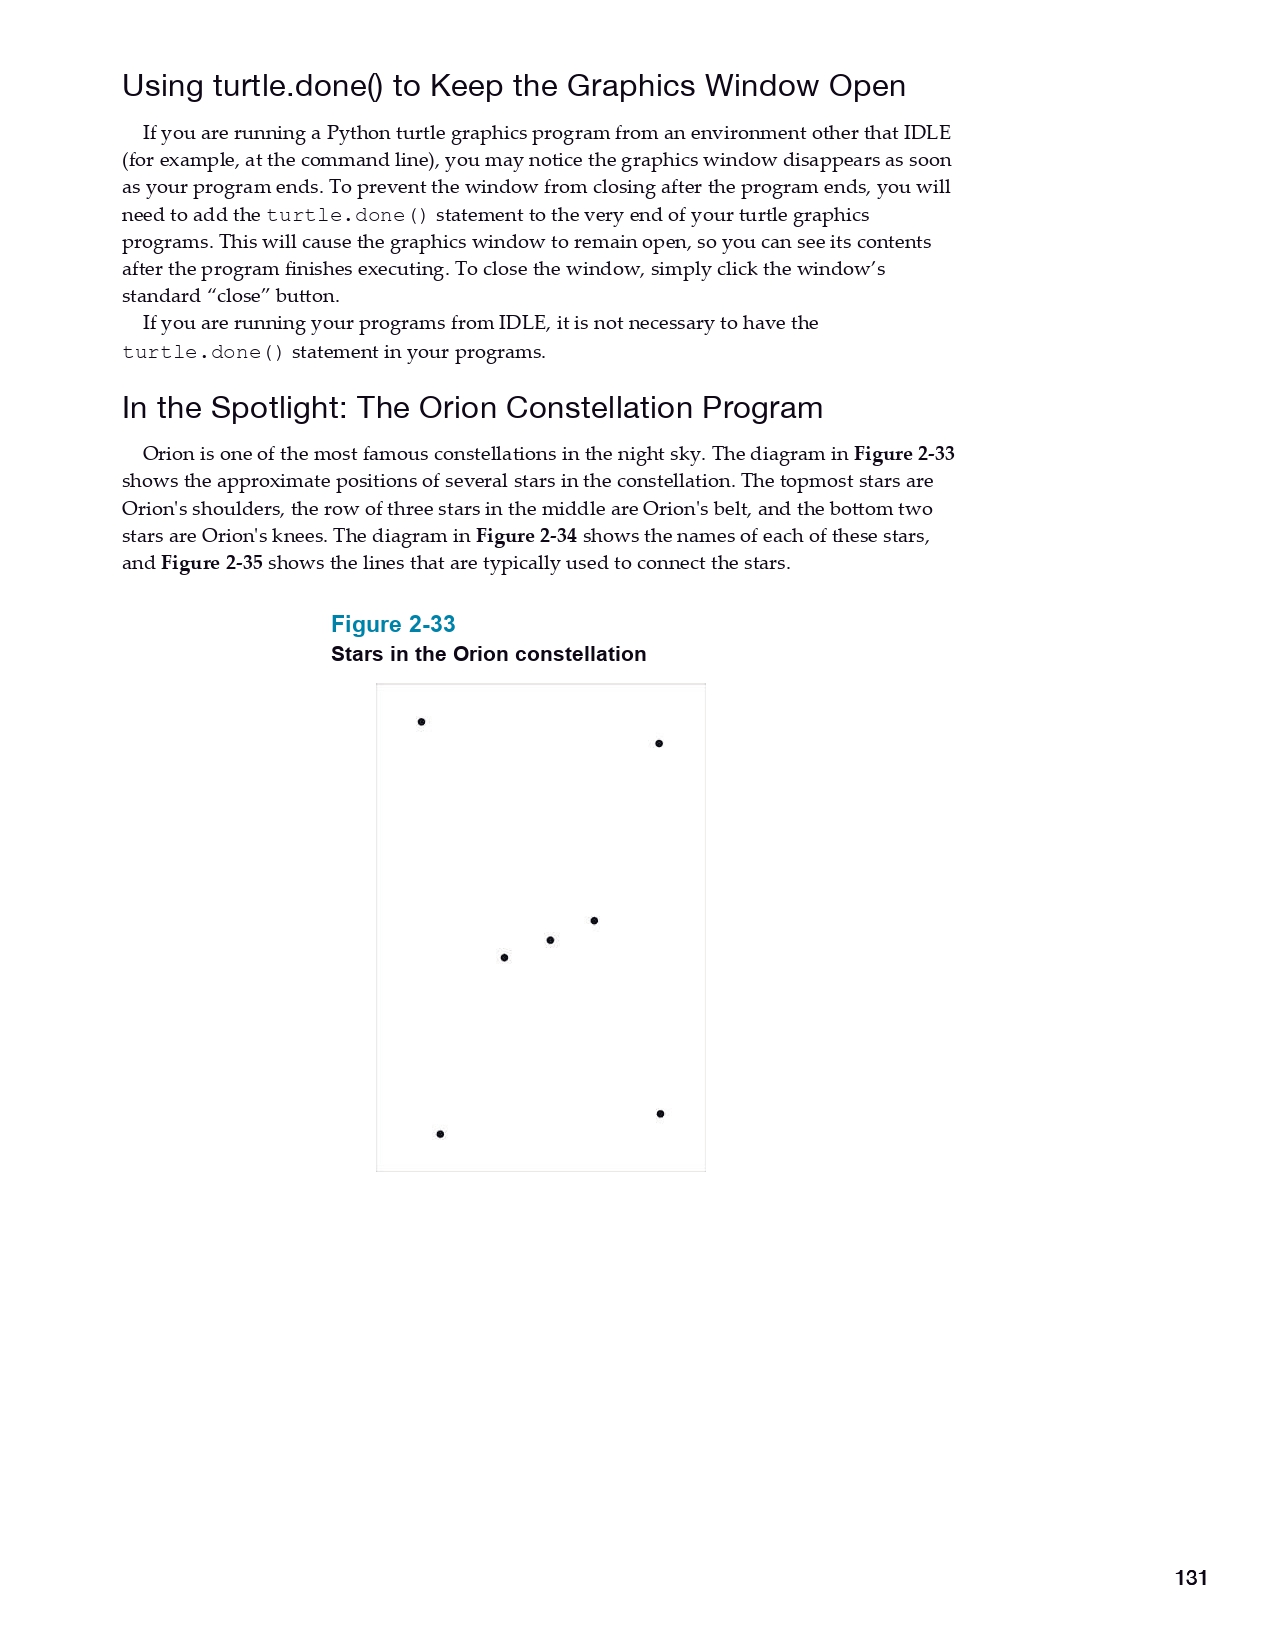 Using turtle.done() to Keep the Graphics Window Open
If you are running a Python turtle graphics program from an environment other that IDLE
(for example, at the command line), you may notice the graphics window disappears as soon
as your program ends. To prevent the window from closing after the program ends, you will
need to add the turtle.done() statement to the very end of your turtle graphics
programs. This will cause the graphics window to remain open, so you can see its contents
after the program finishes executing. To close the window, simply click the window’s
standard “close” button.
If you are running your programs from IDLE, it is not necessary to have the
turtle.done() statement in your programs.
In the Spotlight: The Orion Constellation Program
Orion is one of the most famous constellations in the night sky. The diagram in Figure 2-33
shows the approximate positions of several stars in the constellation. The topmost stars are
Orion's shoulders, the row of three stars in the middle are Orion's belt, and the bottom two
stars are Orion's knees. The diagram in Figure 2-34 shows the names of each of these stars,
and Figure 2-35 shows the lines that are typically used to connect the stars.
Figure 2-33
Stars in the Orion constellation
131